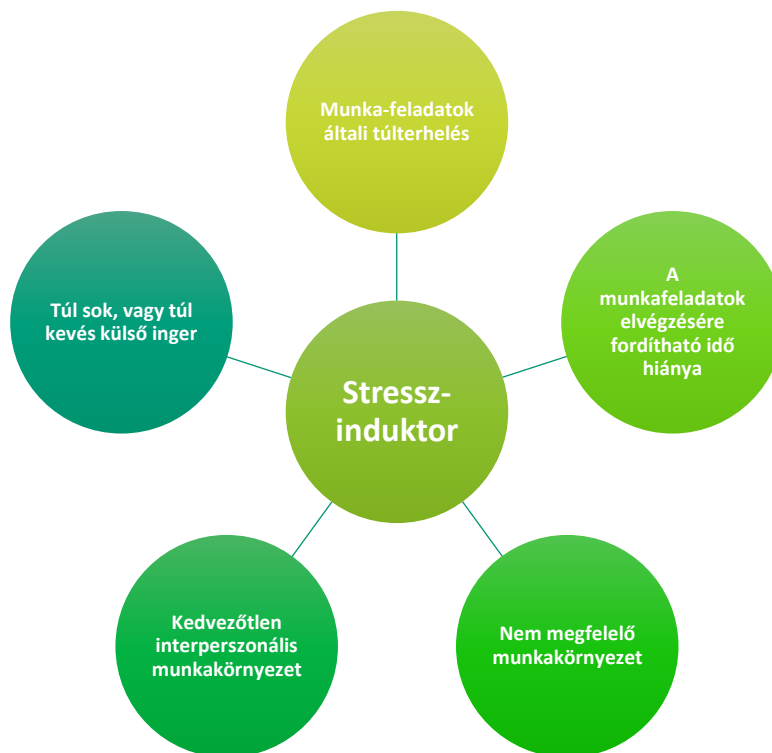 Munka-feladatok
általi túlterhelés
Túl sok, vagy túl
kevés külső inger
A
munkafeladatok
elvégzésére
fordítható idő
hiánya
Stressz-
induktor
Kedvezőtlen
interperszonális
munkakörnyezet
Nem megfelelő
munkakörnyezet